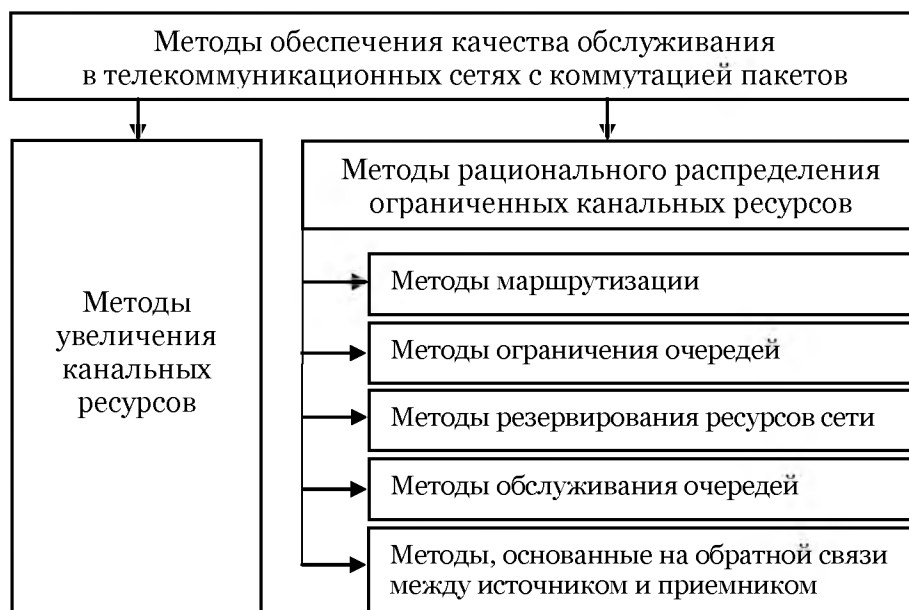 Методы обеспечения качества обслуживания
в телекоммуникационных сетях с коммутацией пакетов
Методы
увеличения
канальных
ресурсов
Методы рационального распределения
ограниченных канальных ресурсов
Методы маршрутизации
Методы ограничения очередей
Методы резервирования ресурсов сети
Методы обслуживания очередей
Методы, основанные на обратной связи
между источником и приемником